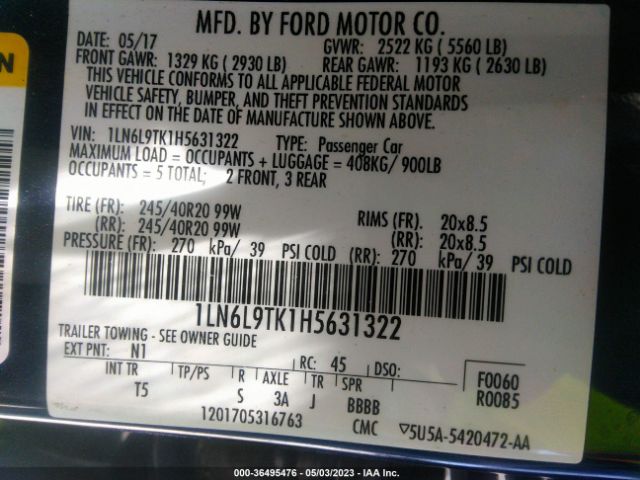 MFD. BY FORD MOTOR CO.
DATE: 05/17 GVWR: 2522 KG ( 5560 LB)
FRONT GAWR: 1329 KG ( 2930 LB) REAR GAWR: 1193 KG ( 2630 LB)
THIS VEHICLE CONFORMS TO ALL APPLICABLE FEDERAL MOTOR
VEHICLE SAFETY, BUMPER, AND THEFT PREVENTION STANDARDS
IN EFFECT ON THE DATE OF MANUFACTURE SHOWN ABOVE.
VIN: 1LN6L9TK1H5631322 TYPE: Passenger Car
MAXIMUM LOAD = OCCUPANTS + LUGGAGE = 408KG/ 900LB
OCCUPANTS = 5 TOTAL; 2 FRONT, 3 REAR
TIRE (FR): 245/40R20 99W RIMS (FR). 20x8.5
(RR): 245/40R20 99W (RR): 20x8.5
PRESSURE (FR): 270 kPa/ 39 PSI COLD (RR): 270 kPa/ 39 PSI COLD
1LN6L9TK1H5631322
TRAILER TOWING - SEE OWNER GUIDE
EXT PNT: N1 RC: 45 DSO: F0060
INT TR TP/PS R AXLE TR SPR R0085
T5 S 3A J BBBB
1201705316763 CMC ▽5U5A-5420472-AA
000-36495476 - 05/03/2023 - IAA Inc.